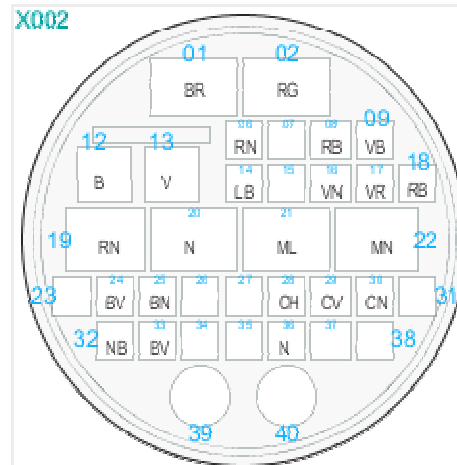 X002
01 02
BR RG
06 07 08 09
RN RB VB
12 13
14 15 16 17 18
B V LB VN VR RB
19 20 21 22
RN N ML MN
23 24 25 26 27 28 29 30 31
BV BN CH CV CN
32 33 34 35 36 37 38
NB BV N
39 40